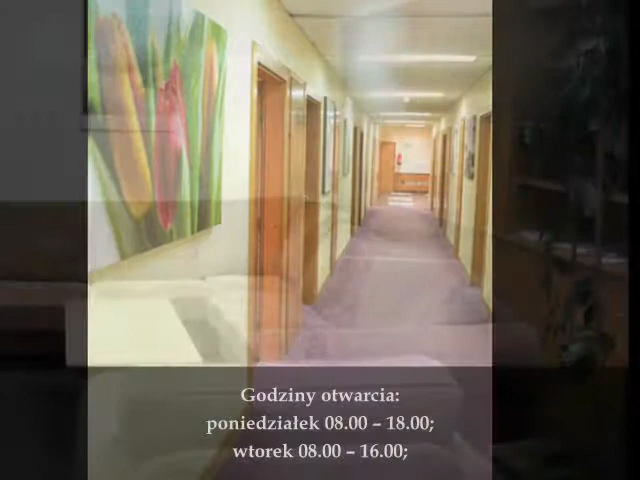 Godziny otwarcia:
poniedziałek 08.00 – 18.00;
wtorek 08.00 – 16.00;